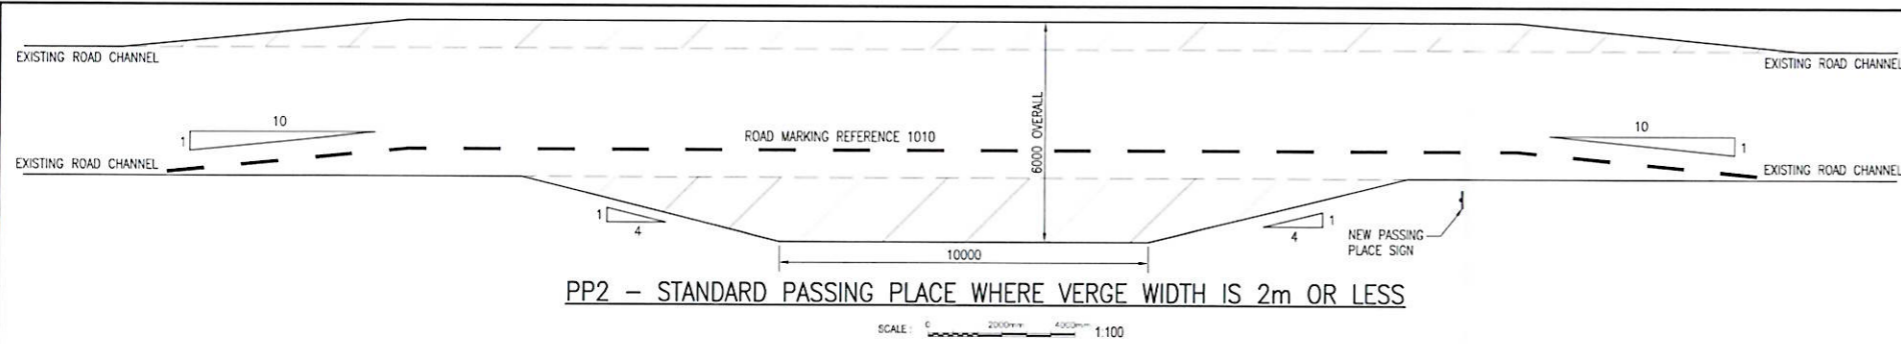 EXISTING ROAD CHANNEL
EXISTING ROAD CHANNEL
10
1
ROAD MARKING REFERENCE 1010
6000 OVERALL
10
1
EXISTING ROAD CHANNEL
EXISTING ROAD CHANNEL
1
4
1
4
NEW PASSING
PLACE SIGN
10000
PP2 – STANDARD PASSING PLACE WHERE VERGE WIDTH IS 2m OR LESS
SCALE: 0 2000mm 4000mm 1:100